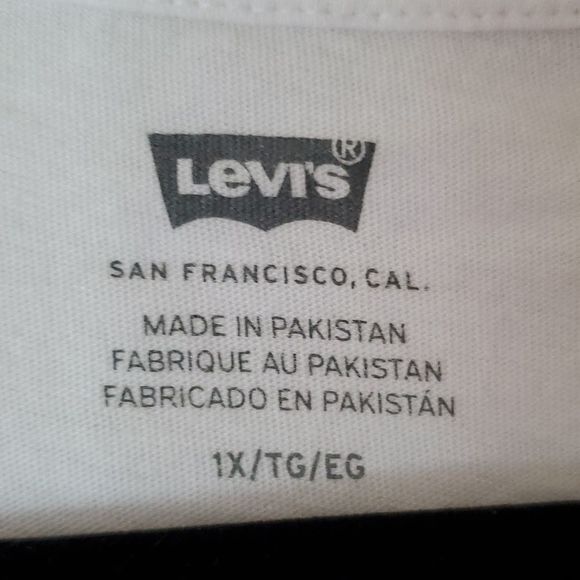 Levi's®
SAN FRANCISCO, CAL.
MADE IN PAKISTAN
FABRIQUE AU PAKISTAN
FABRICADO EN PAKISTÁN
1X/TG/EG